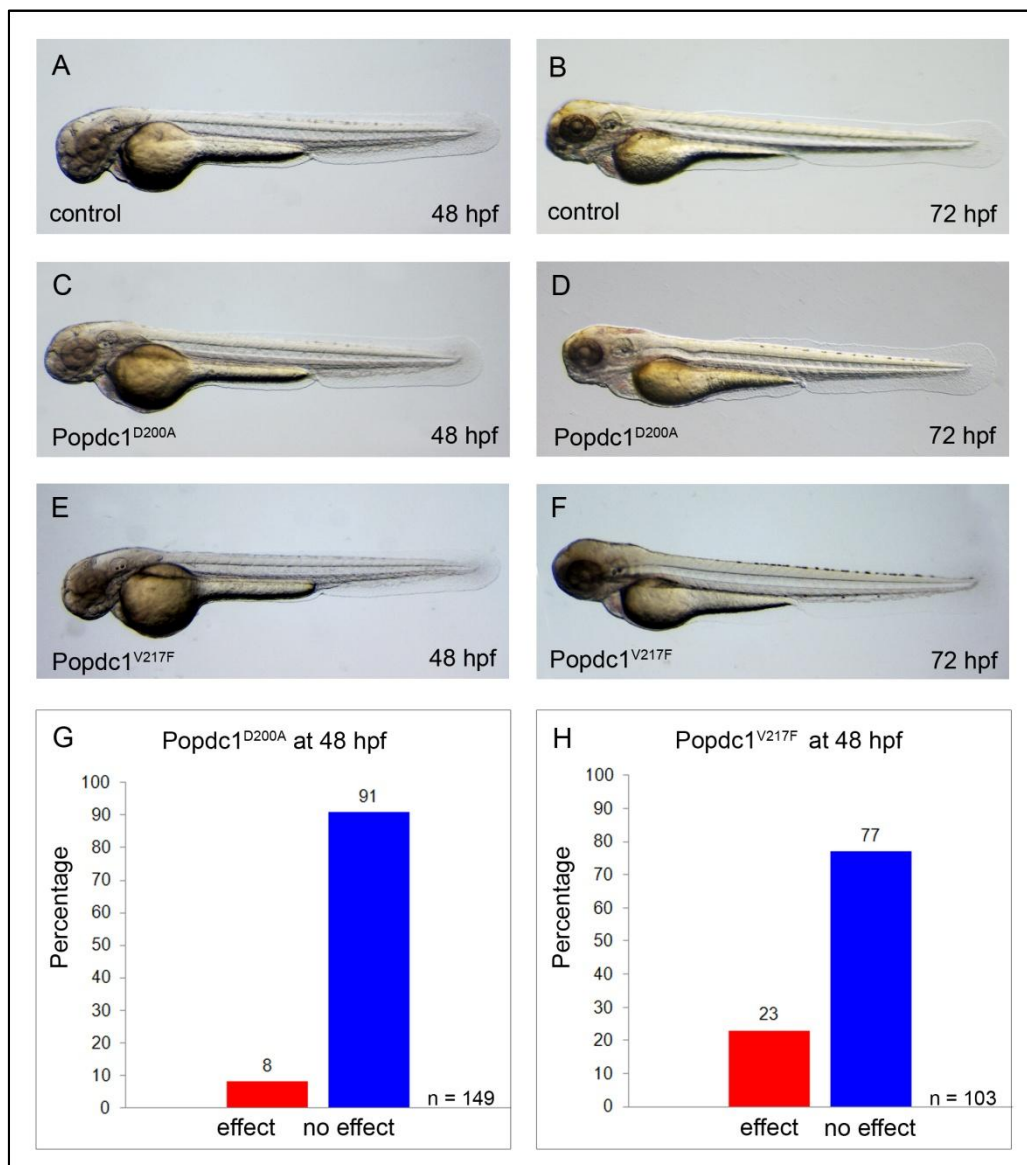 A
control
48 hpf
B
control
72 hpf
C
Popdc1D200A
48 hpf
D
Popdc1D200A
72 hpf
E
Popdc1V217F
48 hpf
F
Popdc1V217F
72 hpf
G
Popdc1D200A at 48 hpf
Percentage
100
90
80
70
60
50
40
30
20
10
0
8
91
effect
no effect
n = 149
H
Popdc1V217F at 48 hpf
Percentage
100
90
80
70
60
50
40
30
20
10
0
23
77
effect
no effect
n = 103